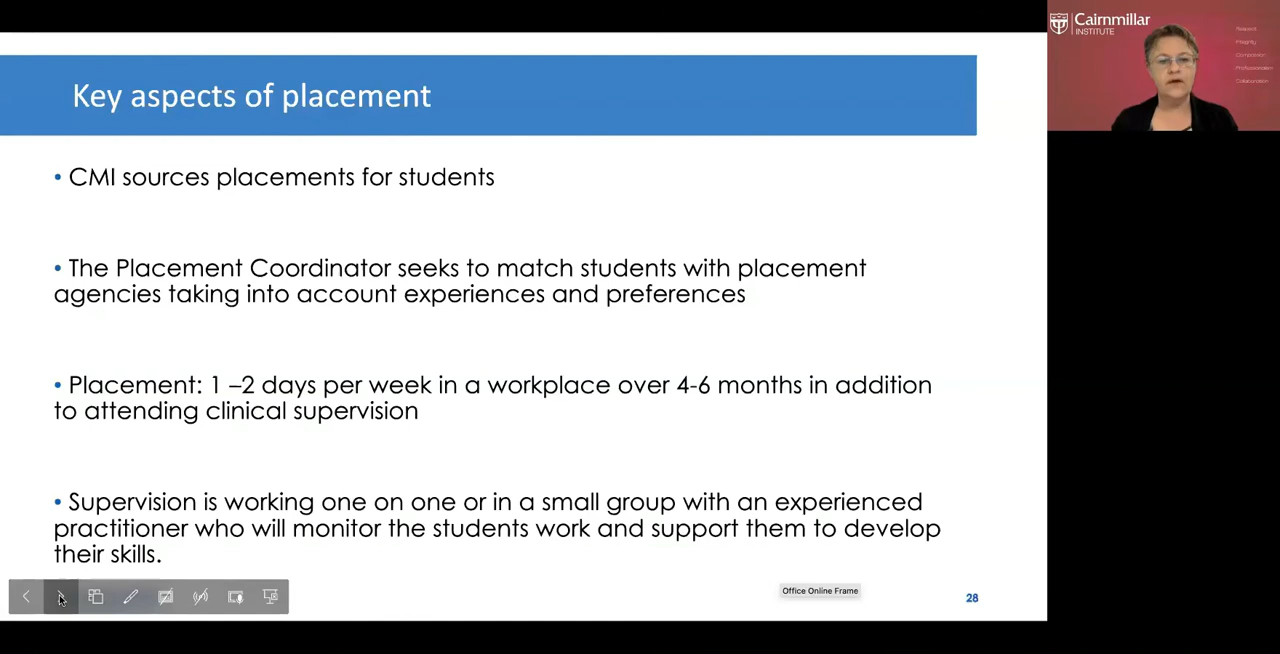 Key aspects of placement
• CMI sources placements for students
• The Placement Coordinator seeks to match students with placement
agencies taking into account experiences and preferences
• Placement: 1 –2 days per week in a workplace over 4-6 months in addition
to attending clinical supervision
• Supervision is working one on one or in a small group with an experienced
practitioner who will monitor the students work and support them to develop
their skills.
Office Online Frame
28
Cairnmillar
INSTITUTE
Research
Integrity
Professionalism
Collaboration